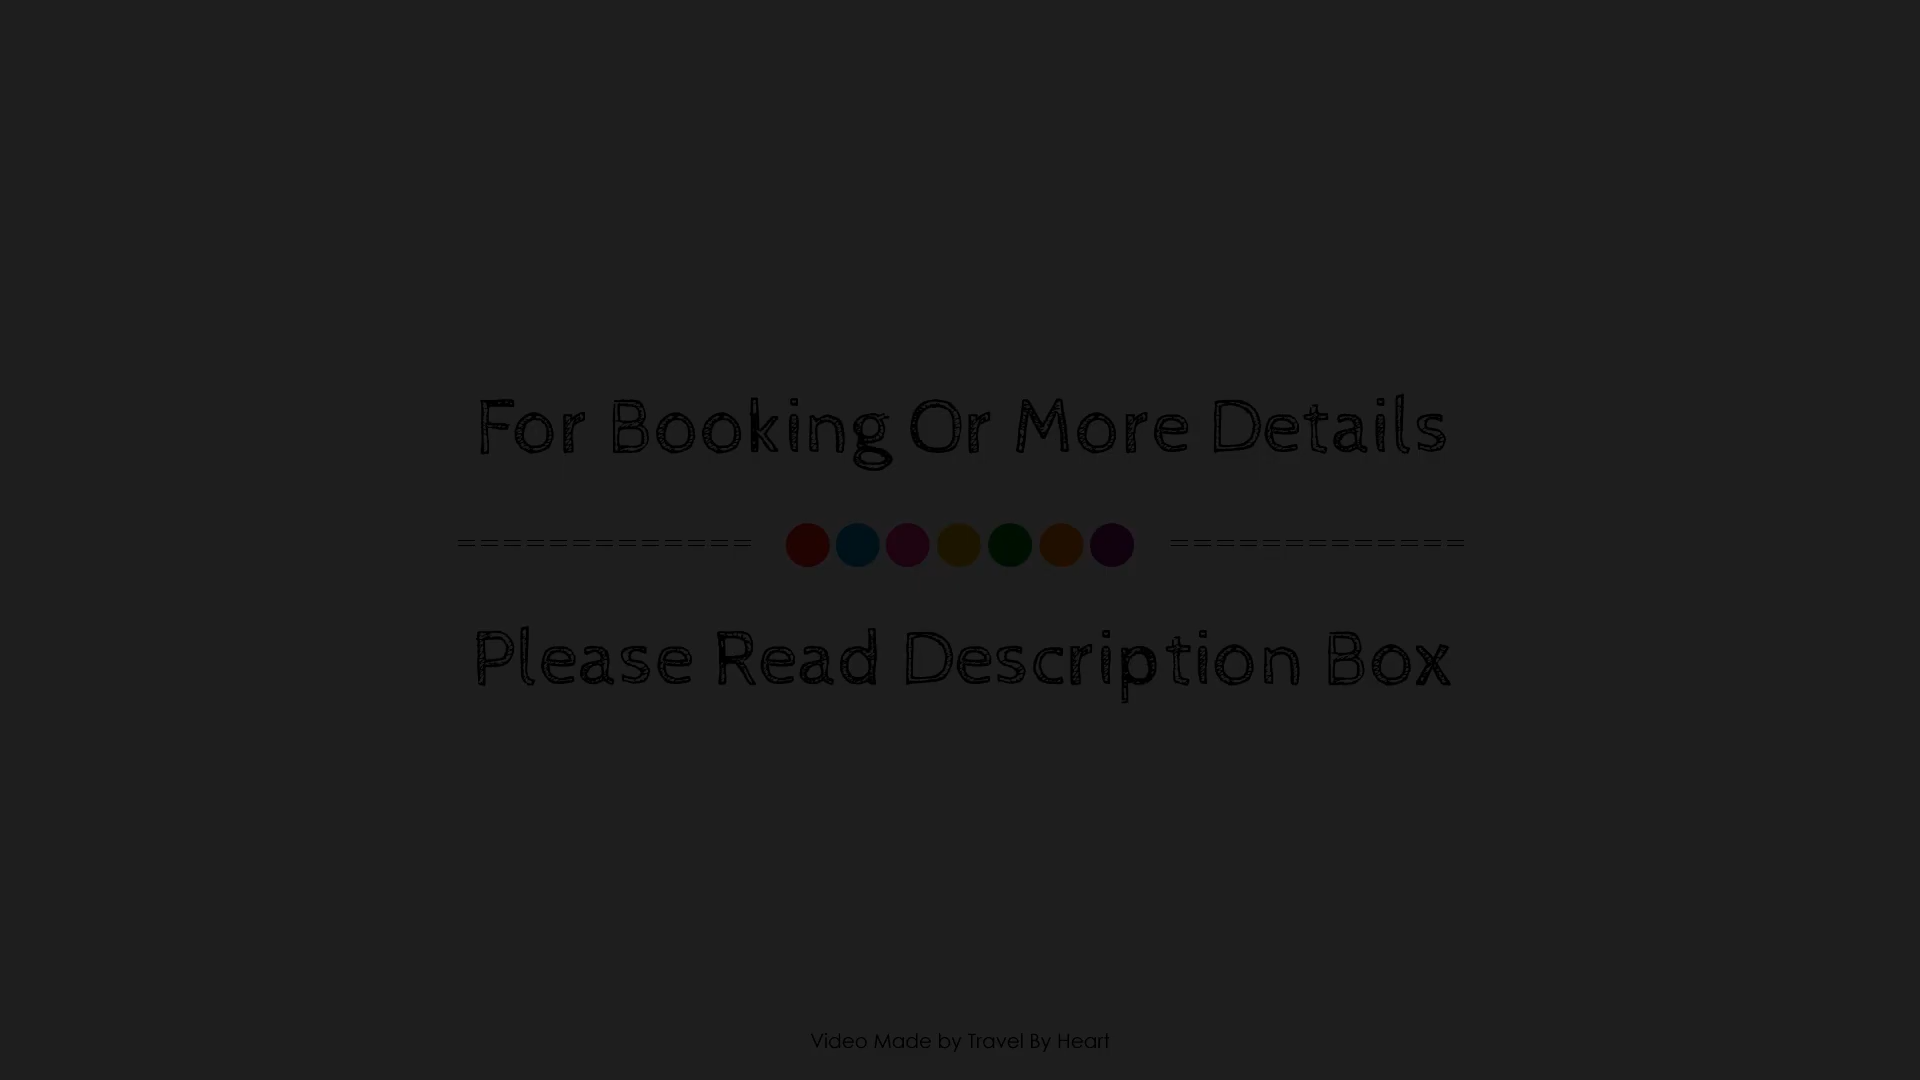 For Booking Or More Details
============= =============
Please Read Description Box
Video Made by Travel By Heart